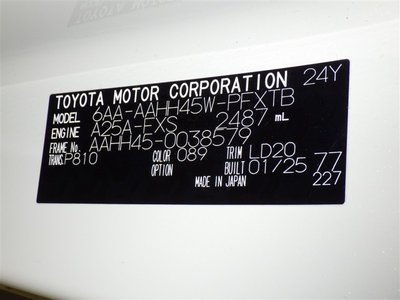 TOYOTA MOTOR CORPORATION 24Y
MODEL 6AA-AAHH45W-PFXTB
ENGINE A25A-FXS 2487 mL
FRAME No. AAHH45-0038579
TRANS. P810 COLOR 089 TRIM LD20
OPTION BUILT 01/25 77
MADE IN JAPAN 227